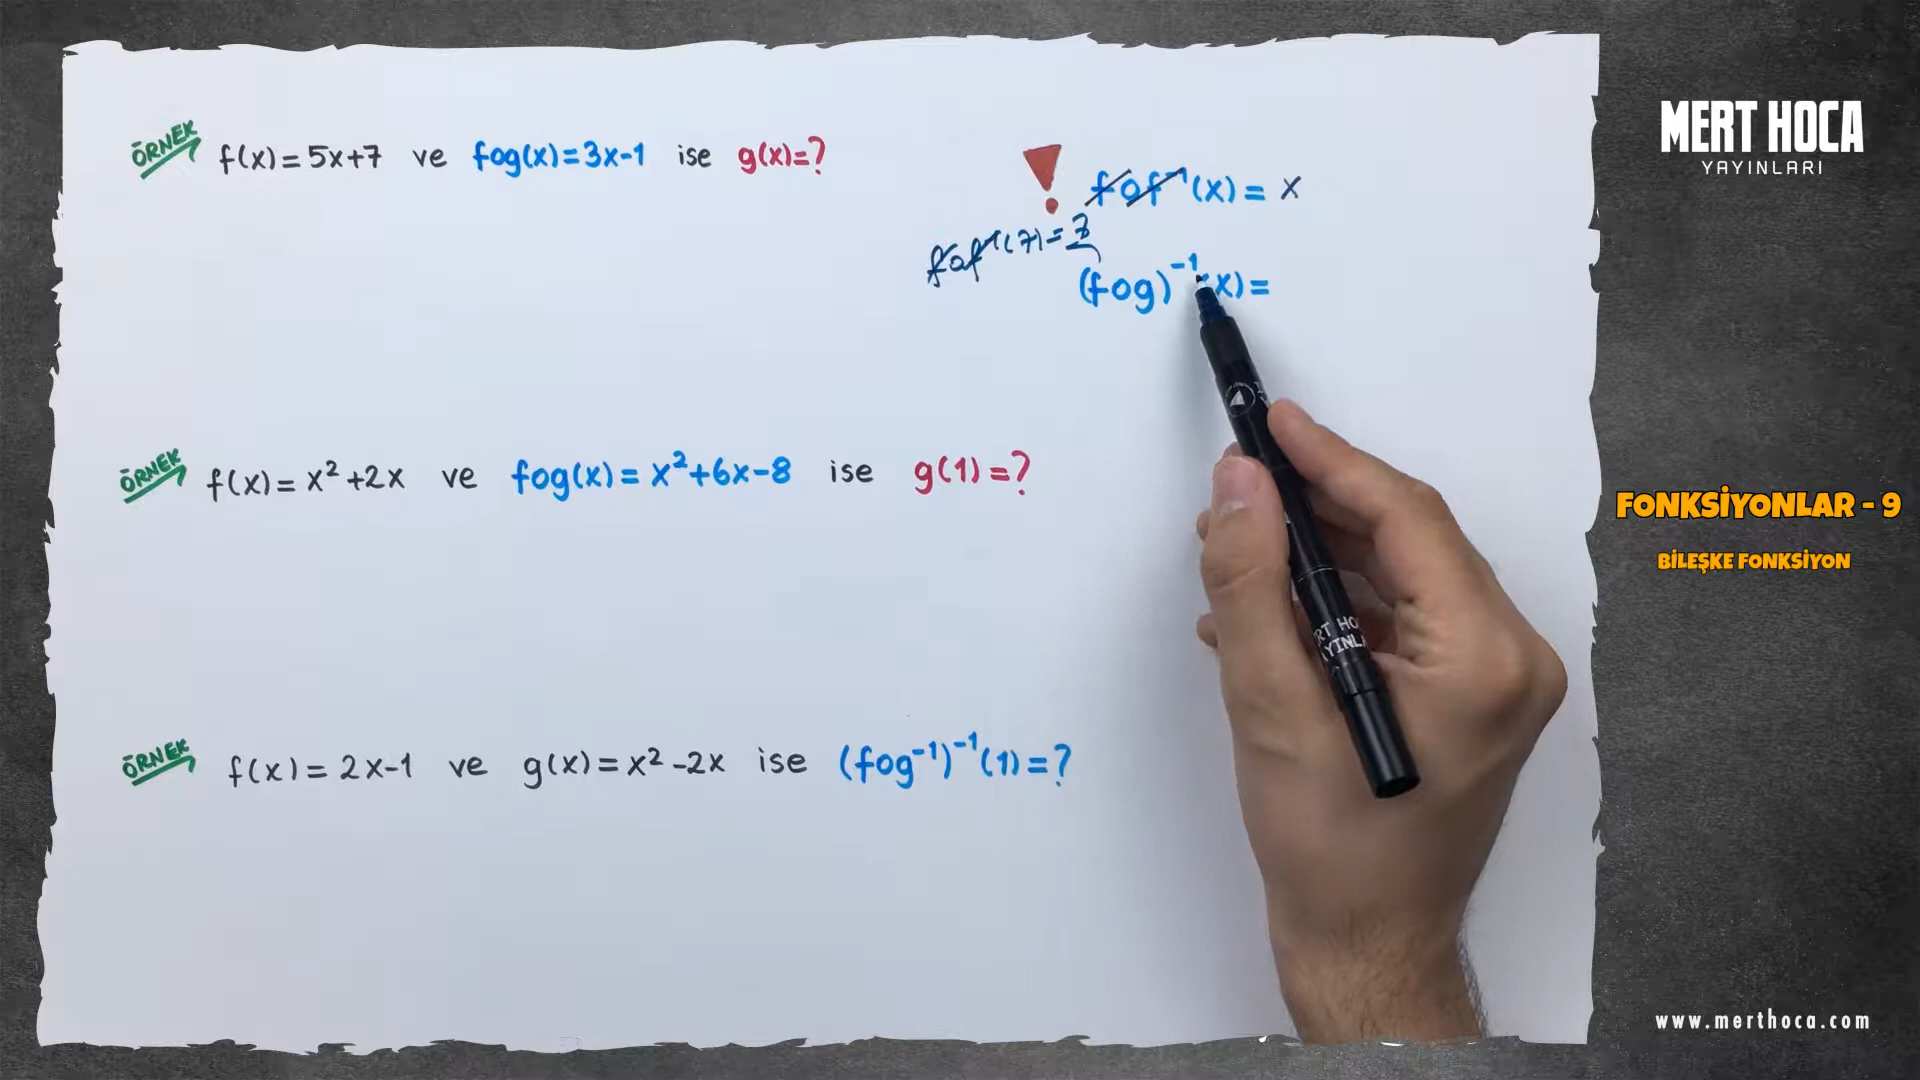 ÖRNEK f(x) = 5x+7 ve fog(x) = 3x-1 ise g(x)=?
! fof⁻¹(x) = x
fof⁻¹(7) = 7
(fog)⁻¹(x) =
ÖRNEK f(x) = x²+2x ve fog(x) = x²+6x-8 ise g(1)=?
ÖRNEK f(x) = 2x-1 ve g(x) = x²-2x ise (fog⁻¹)⁻¹(1)=?
MERT HOCA
YAYINLARI
FONKSİYONLAR - 9
BİLEŞKE FONKSİYON
www.merthoca.com